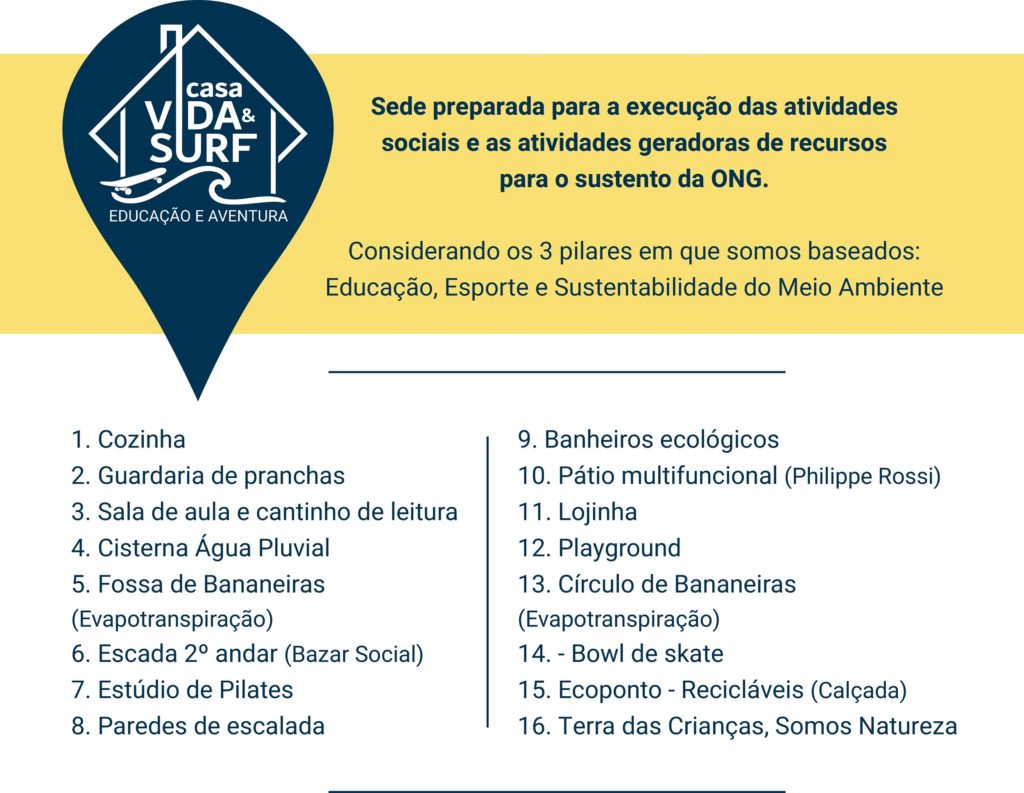 casa
VIDA &
SURF
EDUCAÇÃO E AVENTURA
Sede preparada para a execução das atividades
sociais e as atividades geradoras de recursos
para o sustento da ONG.
Considerando os 3 pilares em que somos baseados:
Educação, Esporte e Sustentabilidade do Meio Ambiente
1. Cozinha
2. Guardaria de pranchas
3. Sala de aula e cantinho de leitura
4. Cisterna Água Pluvial
5. Fossa de Bananeiras
(Evapotranspiração)
6. Escada 2º andar (Bazar Social)
7. Estúdio de Pilates
8. Paredes de escalada
9. Banheiros ecológicos
10. Pátio multifuncional (Philippe Rossi)
11. Lojinha
12. Playground
13. Círculo de Bananeiras
(Evapotranspiração)
14. - Bowl de skate
15. Ecoponto - Recicláveis (Calçada)
16. Terra das Crianças, Somos Natureza